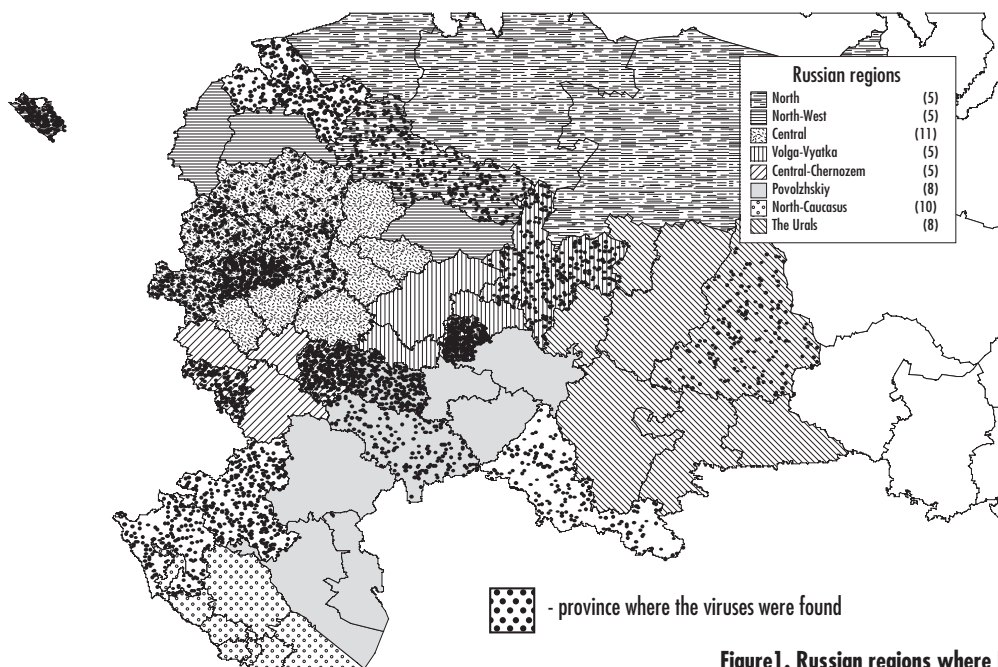 Russian regions
North (5)
North-West (5)
Central (11)
Volga-Vyatka (5)
Central-Chernozem (5)
Povolzhskiy (8)
North-Caucasus (10)
The Urals (8)
- province where the viruses were found
Figure1. Russian regions where